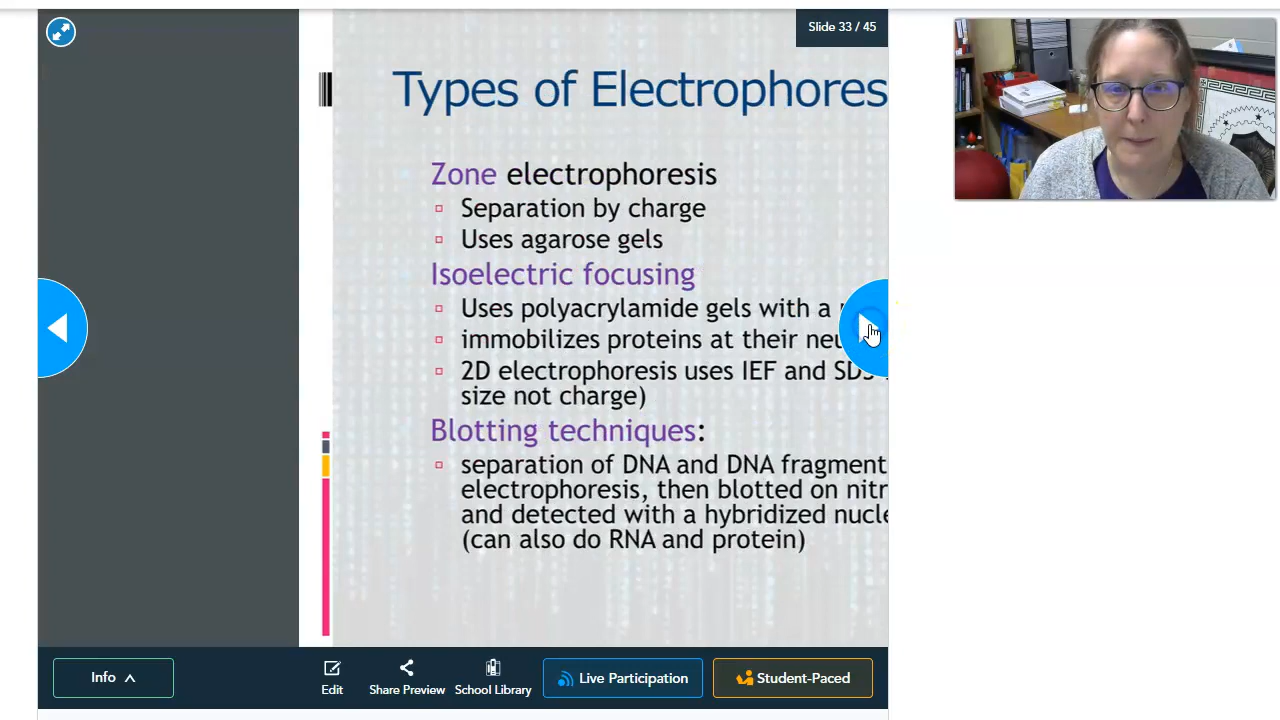 Slide 33 / 45
Types of Electrophores
Zone electrophoresis
Separation by charge
Uses agarose gels
Isoelectric focusing
Uses polyacrylamide gels with a
immobilizes proteins at their neu
2D electrophoresis uses IEF and SDS
size not charge)
Blotting techniques:
separation of DNA and DNA fragment
electrophoresis, then blotted on nitr
and detected with a hybridized nucle
(can also do RNA and protein)
Info
Edit
Share Preview
School Library
Live Participation
Student-Paced